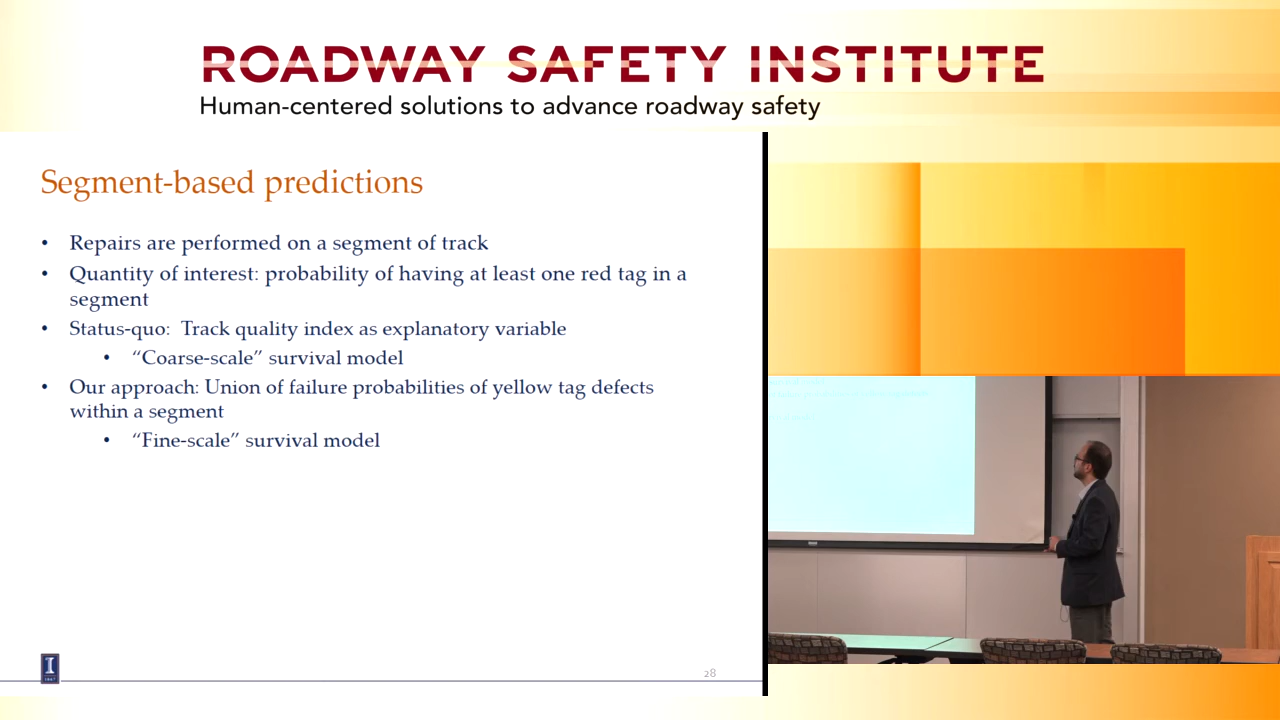 ROADWAY SAFETY INSTITUTE
Human-centered solutions to advance roadway safety
Segment-based predictions
• Repairs are performed on a segment of track
• Quantity of interest: probability of having at least one red tag in a
segment
• Status-quo: Track quality index as explanatory variable
• “Coarse-scale” survival model
• Our approach: Union of failure probabilities of yellow tag defects
within a segment
• “Fine-scale” survival model
I
28